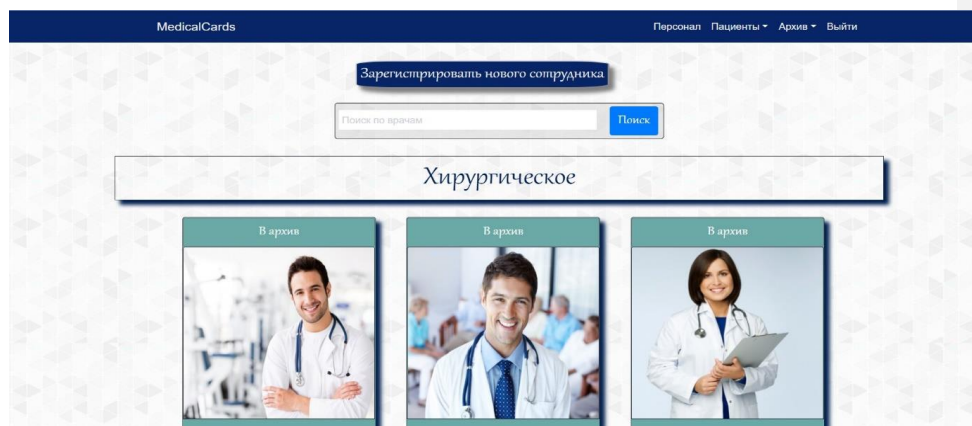 MedicalCards
Персонал Пациенты Архив Выйти
Зарегистрировать нового сотрудника
Поиск по врачам Поиск
Хирургическое
В архив В архив В архив